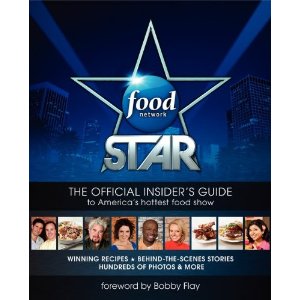 food
network
STAR
THE OFFICIAL INSIDER'S GUIDE
to America's hottest food show
WINNING RECIPES ★ BEHIND-THE-SCENES STORIES
HUNDREDS OF PHOTOS & MORE
foreword by Bobby Flay